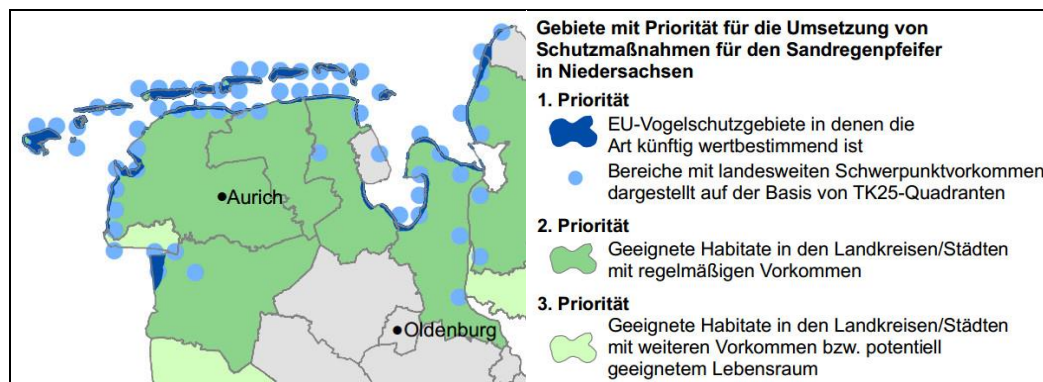 Gebiete mit Priorität für die Umsetzung von
Schutzmaßnahmen für den Sandregenpfeifer
in Niedersachsen
1. Priorität
EU-Vogelschutzgebiete in denen die
Art künftig wertbestimmend ist
Bereiche mit landesweiten Schwerpunktvorkommen
dargestellt auf der Basis von TK25-Quadranten
2. Priorität
Geeignete Habitate in den Landkreisen/Städten
mit regelmäßigen Vorkommen
3. Priorität
Geeignete Habitate in den Landkreisen/Städten
mit weiteren Vorkommen bzw. potentiell
geeignetem Lebensraum
Aurich
Oldenburg